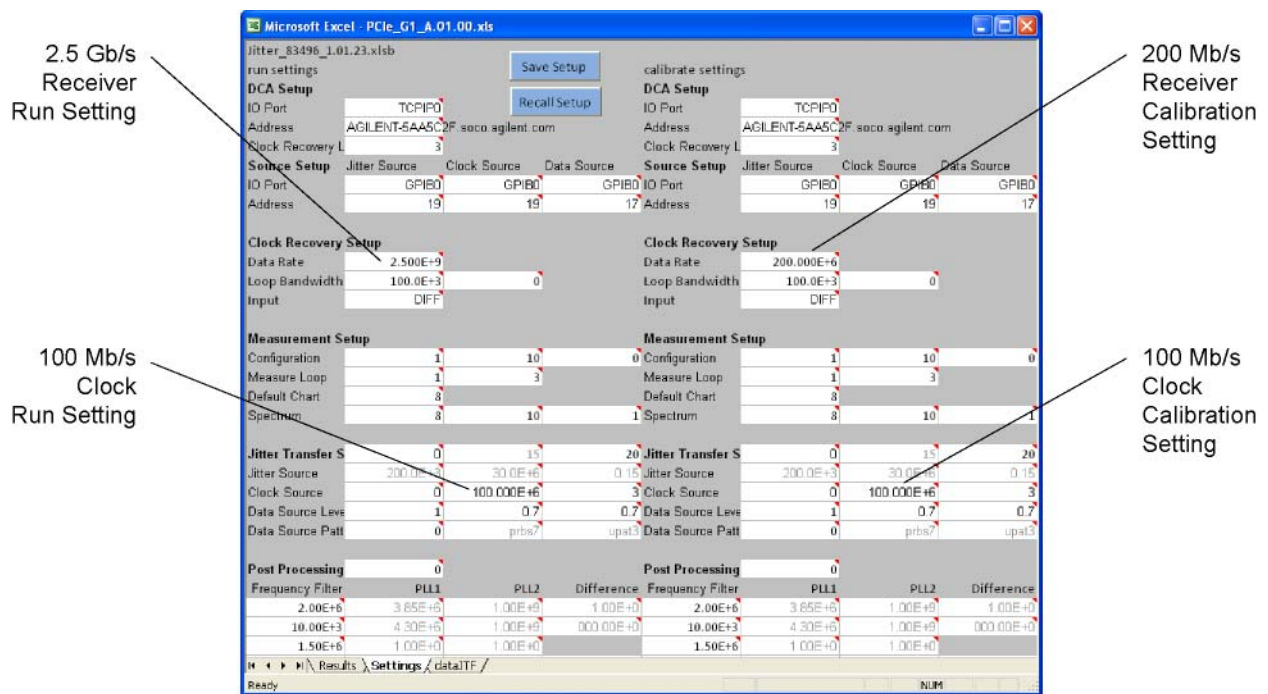 Microsoft Excel - PCIe_G1_A.01.00.xls
2.5 Gb/s
Receiver
Run Setting
100 Mb/s
Clock
Run Setting
200 Mb/s
Receiver
Calibration
Setting
100 Mb/s
Clock
Calibration
Setting
Jitter_83496_1.01.23.xlsb
run settings
Save Setup
calibrate settings
DCA Setup
Recall Setup
DCA Setup
IO Port TCPIP0 IO Port TCPIP0
Address AGILENT-5AA5C2F.soco.agilent.com Address AGILENT-5AA5C2F.soco.agilent.com
Clock Recovery L 3 Clock Recovery L 3
Source Setup Jitter Source Clock Source Data Source Source Setup Jitter Source Clock Source Data Source
IO Port GPIB0 GPIB0 GPIB0 IO Port GPIB0 GPIB0 GPIB0
Address 19 19 17 Address 19 19 17
Clock Recovery Setup Clock Recovery Setup
Data Rate 2.500E+9 Data Rate 200.000E+6
Loop Bandwidth 100.0E+3 0 Loop Bandwidth 100.0E+3 0
Input DIFF Input DIFF
Measurement Setup Measurement Setup
Configuration 1 10 0 Configuration 1 10 0
Measure Loop 1 3 Measure Loop 1 3
Default Chart 8 Default Chart 8
Spectrum 8 10 1 Spectrum 8 10 1
Jitter Transfer S 0 15 20 Jitter Transfer S 0 15 20
Jitter Source 200.0E+3 30.0E+6 0.15 Jitter Source 200.0E+3 30.0E+6 0.15
Clock Source 0 100.000E+6 3 Clock Source 0 100.000E+6 3
Data Source Leve 1 0.7 0.7 Data Source Leve 1 0.7 0.7
Data Source Patt 0 prbs7 upat3 Data Source Patt 0 prbs7 upat3
Post Processing 0 Post Processing 0
Frequency Filter PLL1 PLL2 Difference Frequency Filter PLL1 PLL2 Difference
2.00E+6 3.85E+6 1.00E+9 1.00E+0 2.00E+6 3.85E+6 1.00E+9 1.00E+0
10.00E+3 4.30E+6 1.00E+9 000.00E+0 10.00E+3 4.30E+6 1.00E+9 000.00E+0
1.50E+6 1.00E+0 1.00E+0 1.50E+6 1.00E+0 1.00E+0
Results Settings dataJTF
Ready NUM